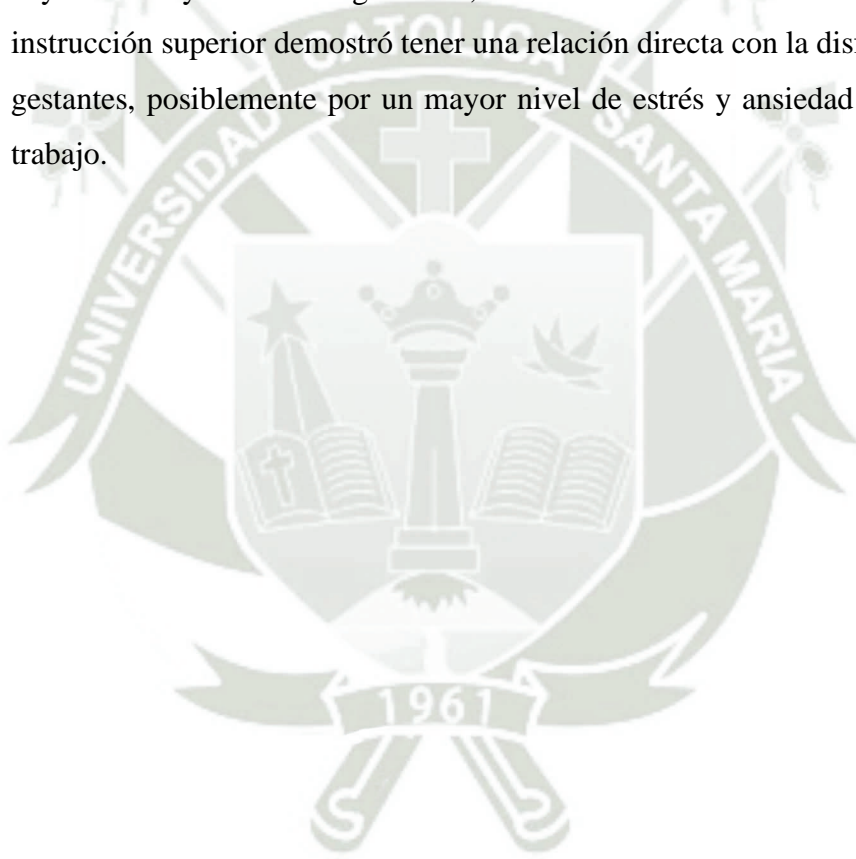 instrucción superior demostró tener una relación directa con la
gestantes, posiblemente por un mayor nivel de estrés y ansiedad
trabajo.
UNIVERSIDAD CATOLICA SANTA MARIA
1961